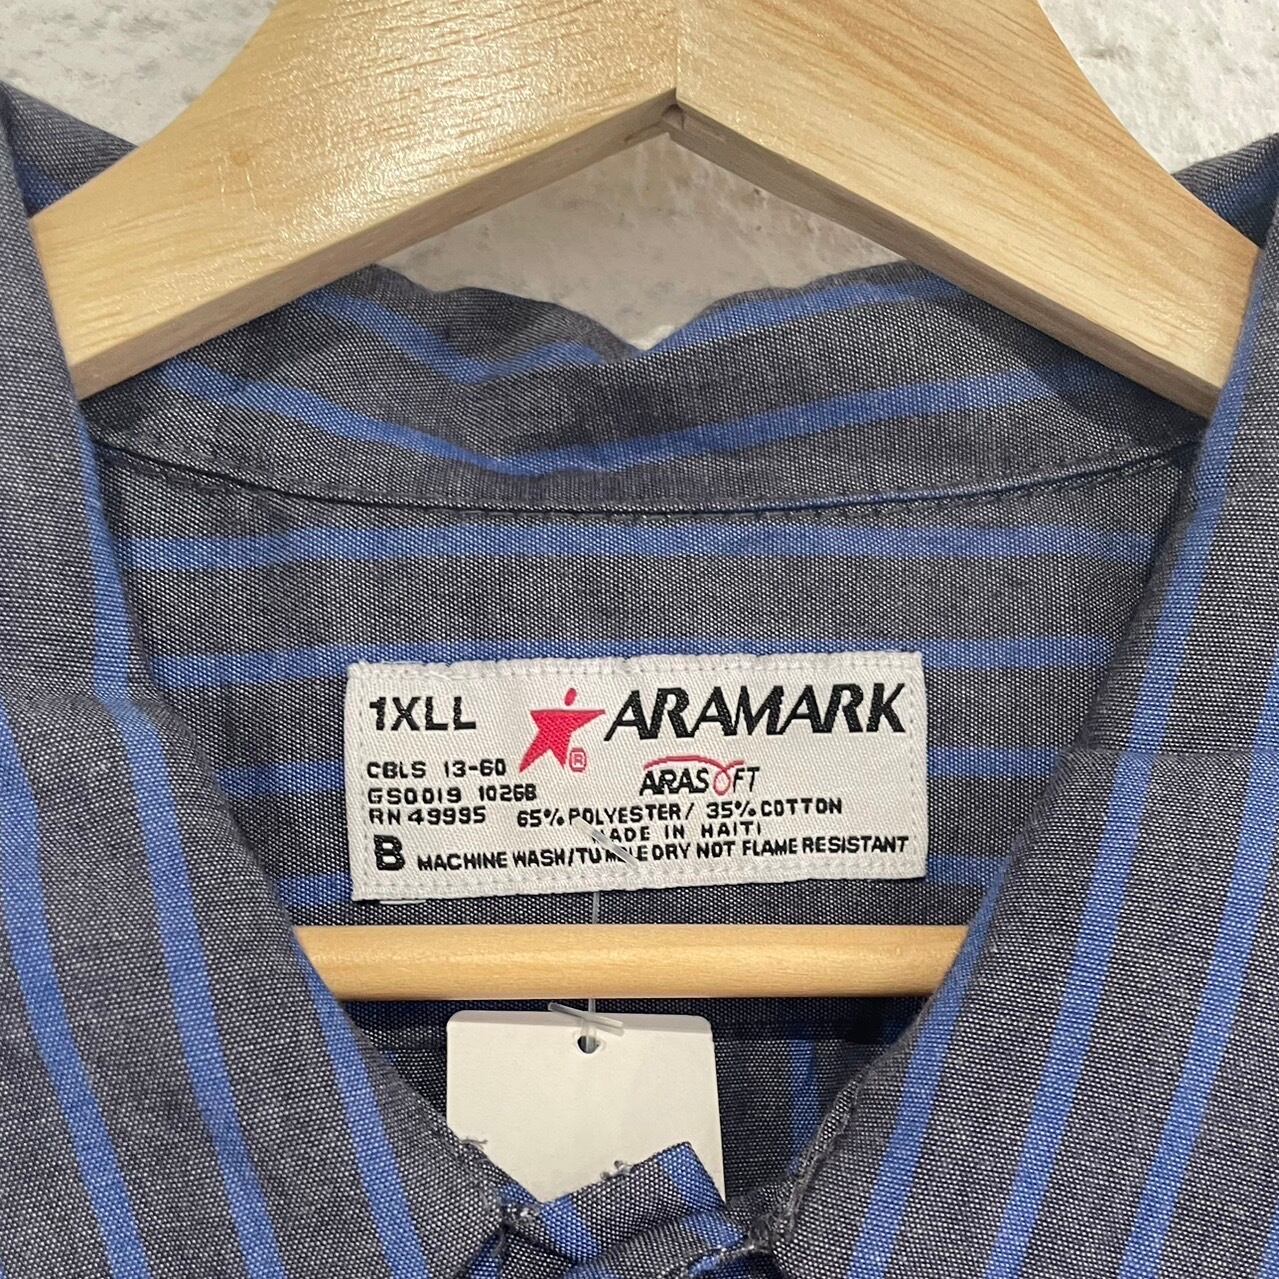 1XLL ARAMARK
CBLS 13-60 ARASOFT
GS0019 1026B
RN 49995 65% POLYESTER/ 35% COTTON
MADE IN HAITI
B MACHINE WASH/TUMBLE DRY NOT FLAME RESISTANT